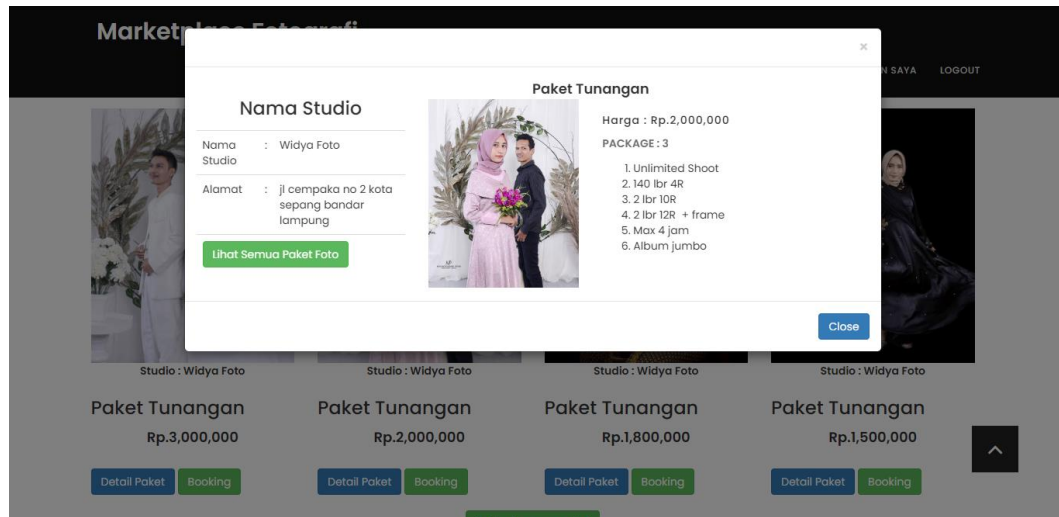 Marketplace Fotografi
N SAYA
LOGOUT
×
Paket Tunangan
Nama Studio
Nama Studio : Widya Foto
Alamat : jl cempaka no 2 kota
sepang bandar
lampung
Lihat Semua Paket Foto
Harga : Rp.2,000,000
PACKAGE : 3
1. Unlimited Shoot
2. 140 lbr 4R
3. 2 lbr 10R
4. 2 lbr 12R + frame
5. Max 4 jam
6. Album jumbo
Close
Studio : Widya Foto
Studio : Widya Foto
Studio : Widya Foto
Studio : Widya Foto
Paket Tunangan
Paket Tunangan
Paket Tunangan
Paket Tunangan
Rp.3,000,000
Rp.2,000,000
Rp.1,800,000
Rp.1,500,000
Detail Paket
Booking
Detail Paket
Booking
Detail Paket
Booking
Detail Paket
Booking